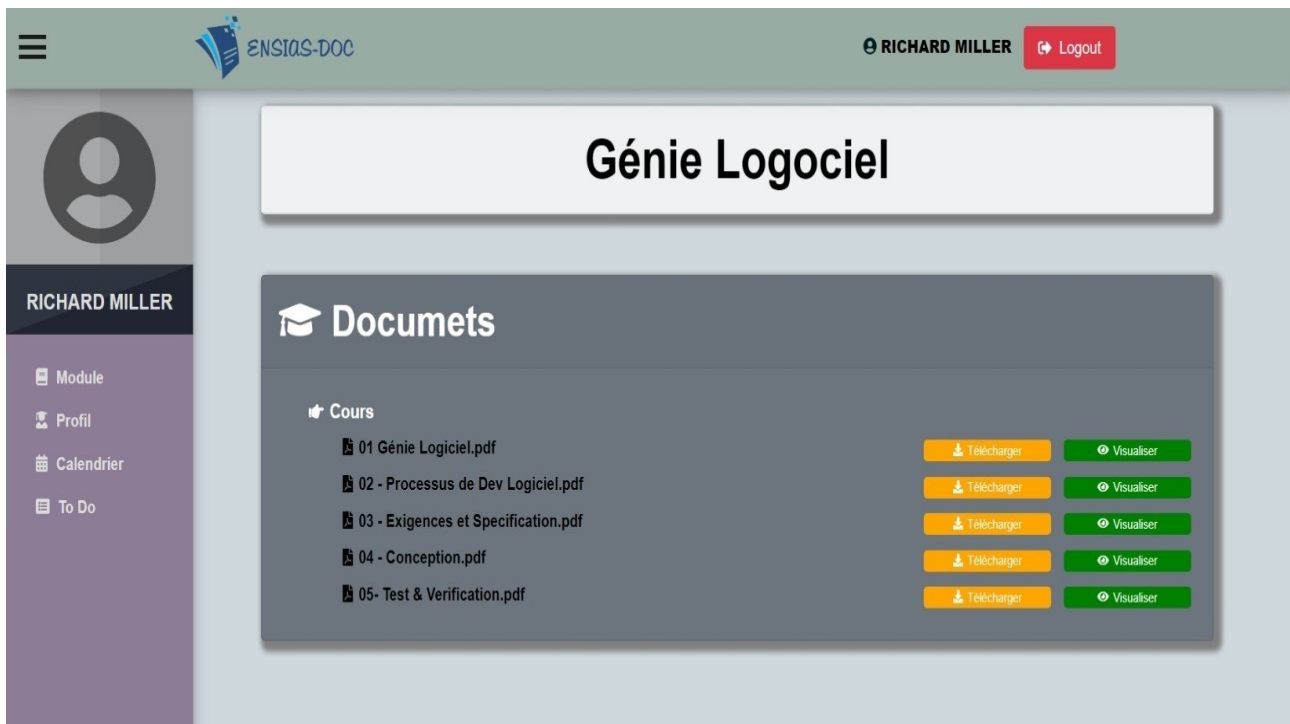 ENSIAS-DOC
RICHARD MILLER
Logout
Génie Logociel
RICHARD MILLER
Module
Profil
Calendrier
To Do
Documets
Cours
01 Génie Logiciel.pdf Télécharger Visualiser
02 - Processus de Dev Logiciel.pdf Télécharger Visualiser
03 - Exigences et Specification.pdf Télécharger Visualiser
04 - Conception.pdf Télécharger Visualiser
05- Test & Verification.pdf Télécharger Visualiser